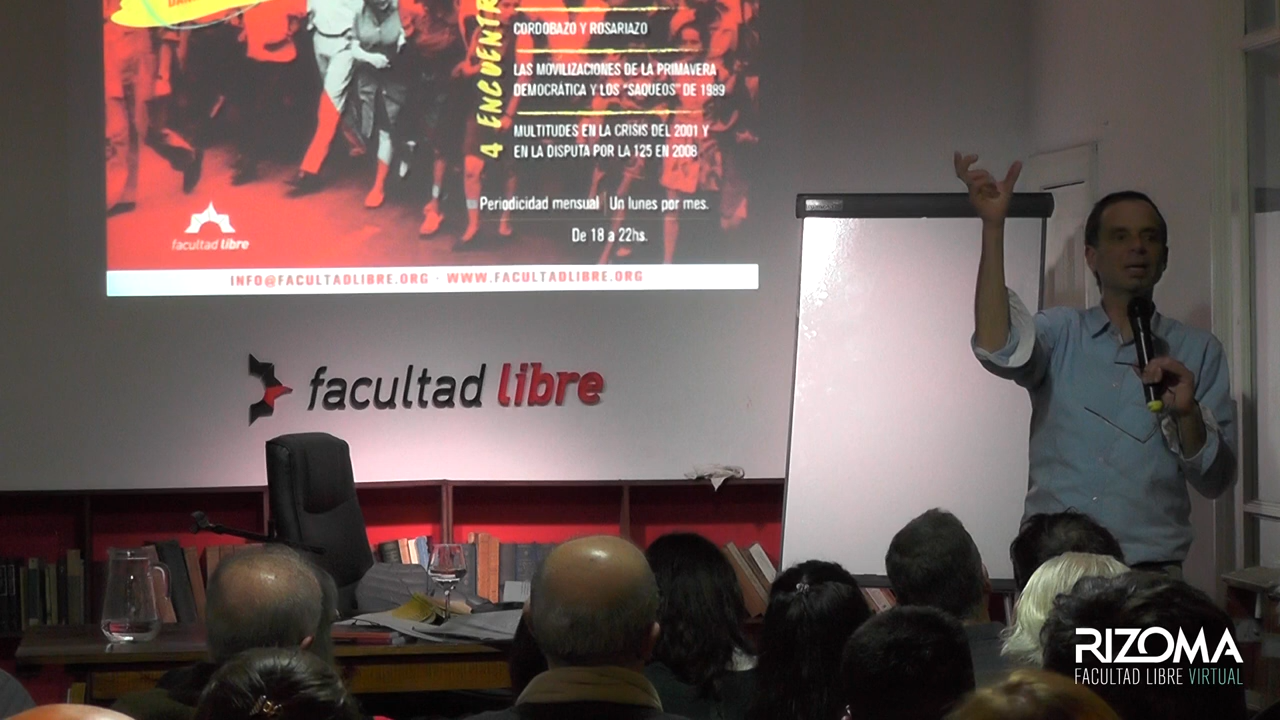 4 ENCUENTR
CORDOBAZO Y ROSARIAZO
LAS MOVILIZACIONES DE LA PRIMAVERA
DEMOCRÁTICA Y LOS "SAQUEOS" DE 1989
MULTITUDES EN LA CRISIS DEL 2001 Y
EN LA DISPUTA POR LA 125 EN 2008
Periodicidad mensual | Un lunes por mes.
De 18 a 22hs.
facultad libre
INFO@FACULTADLIBRE.ORG - WWW.FACULTADLIBRE.ORG
facultad libre
RIZOMA
FACULTAD LIBRE VIRTUAL